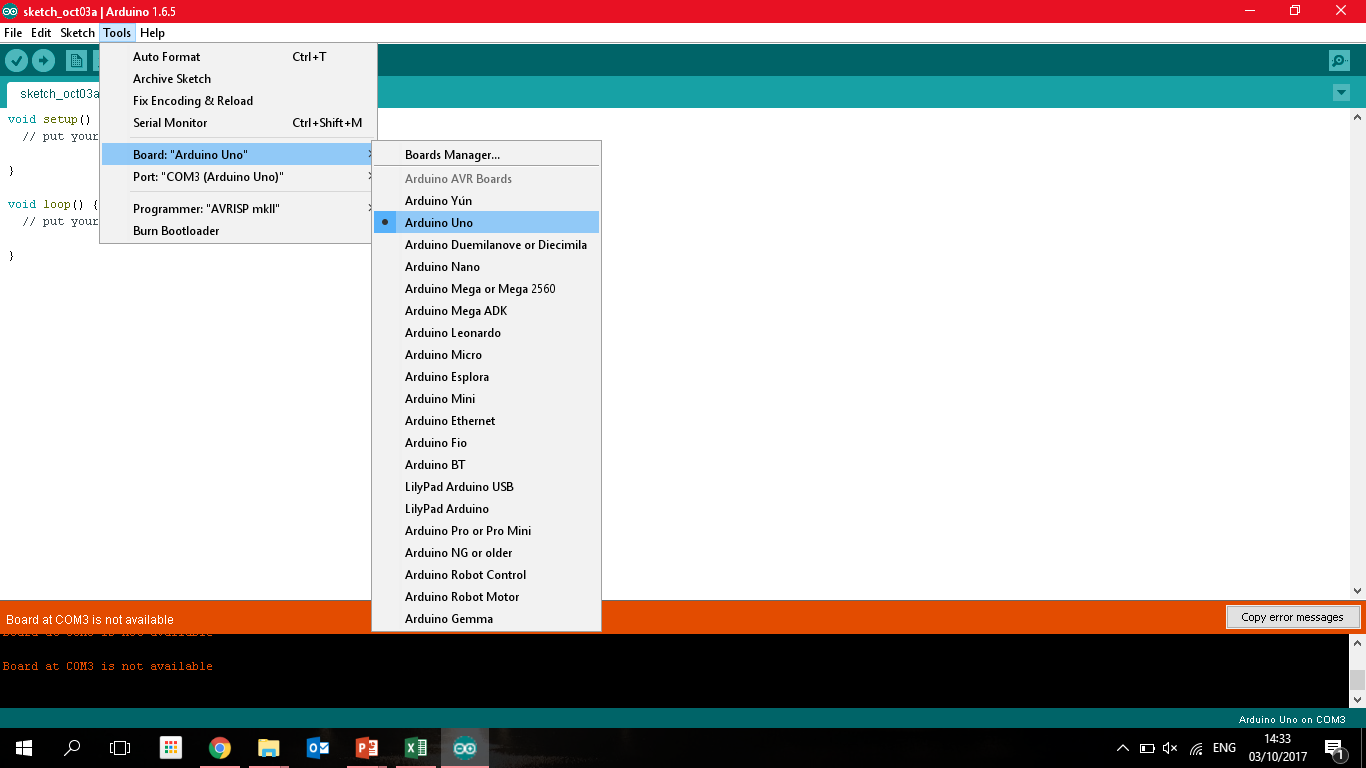 sketch_oct03a | Arduino 1.6.5
File Edit Sketch Tools Help
Auto Format Ctrl+T
Archive Sketch
Fix Encoding & Reload
Serial Monitor Ctrl+Shift+M
Board: "Arduino Uno"
Port: "COM3 (Arduino Uno)"
Programmer: "AVRISP mkII"
Burn Bootloader
Boards Manager...
Arduino AVR Boards
Arduino Yún
Arduino Uno
Arduino Duemilanove or Diecimila
Arduino Nano
Arduino Mega or Mega 2560
Arduino Mega ADK
Arduino Leonardo
Arduino Micro
Arduino Esplora
Arduino Mini
Arduino Ethernet
Arduino Fio
Arduino BT
LilyPad Arduino USB
LilyPad Arduino
Arduino Pro or Pro Mini
Arduino NG or older
Arduino Robot Control
Arduino Robot Motor
Arduino Gemma
sketch_oct03a
void setup()
// put your
}
void loop() {
// put your
}
Board at COM3 is not available
Copy error messages
Board at COM3 is not available
Board at COM3 is not available
Arduino Uno on COM3
ENG
14:33
03/10/2017
1